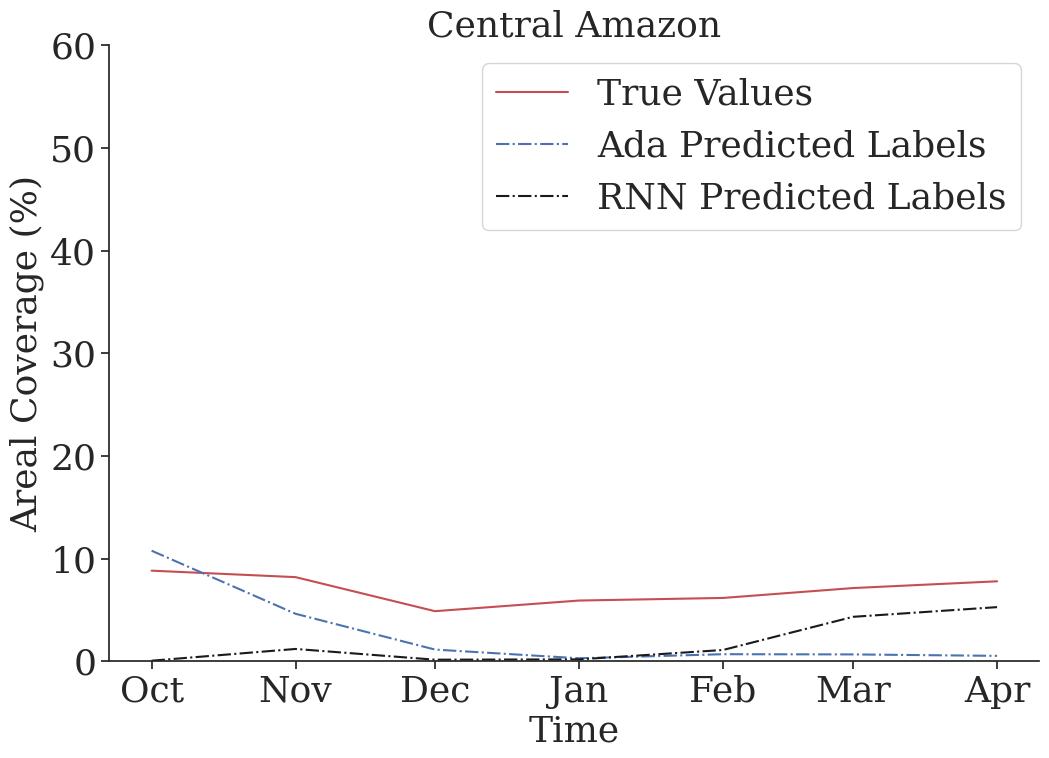 Central Amazon
True Values
Ada Predicted Labels
RNN Predicted Labels
Areal Coverage (%)
60
50
40
30
20
10
0
Oct Nov Dec Jan Feb Mar Apr
Time